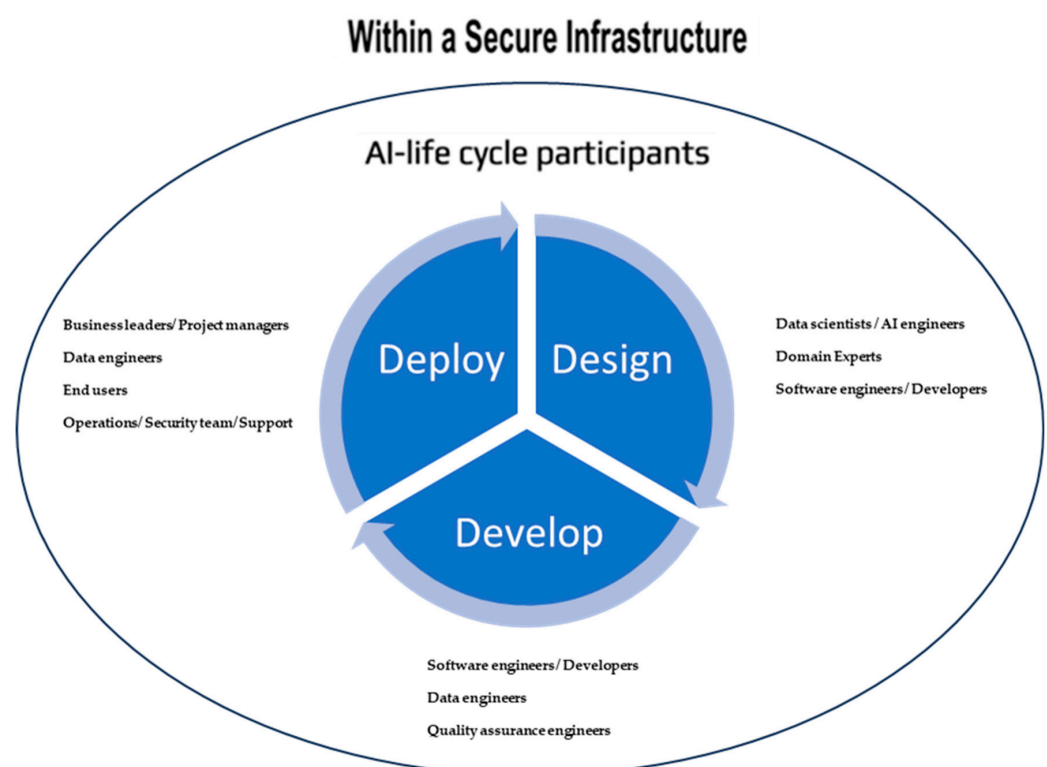 Within a Secure Infrastructure
AI-life cycle participants
Deploy
Design
Develop
Business leaders/ Project managers
Data engineers
End users
Operations/ Security team/Support
Data scientists / AI engineers
Domain Experts
Software engineers/ Developers
Software engineers/ Developers
Data engineers
Quality assurance engineers